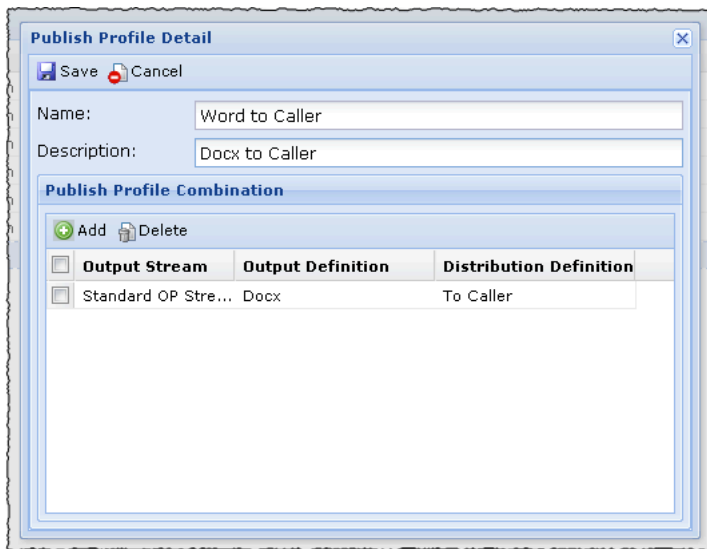 Publish Profile Detail
Save Cancel
Name: Word to Caller
Description: Docx to Caller
Publish Profile Combination
Add Delete
Output Stream Output Definition Distribution Definition
Standard OP Stre... Docx To Caller